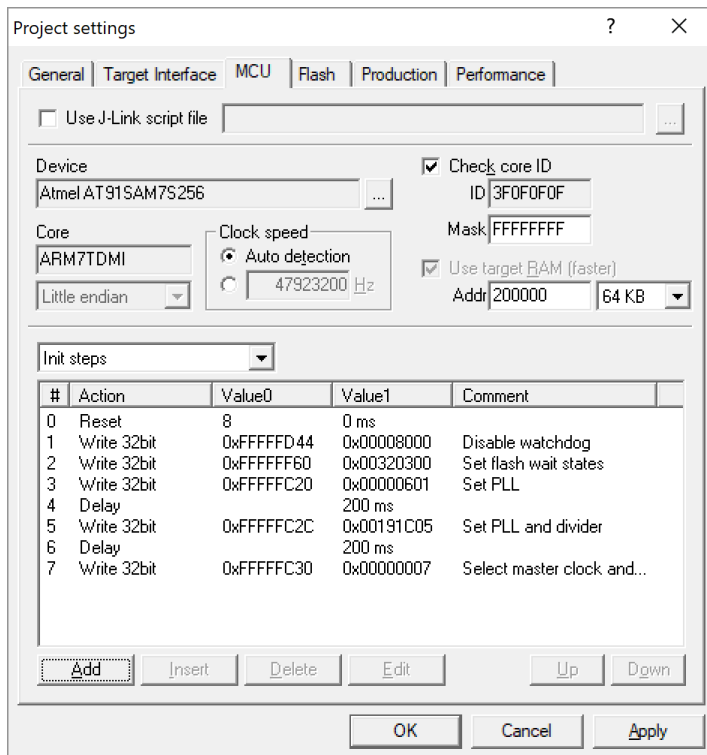 Project settings ? ×
General Target Interface MCU Flash Production Performance
Use J-Link script file ...
Device
Atmel AT91SAM7S256 ...
Check core ID
ID 3F0F0F0F
Mask FFFFFFFF
Core
ARM7TDMI
Little endian
Clock speed
Auto detection
47923200 Hz
Use target RAM (faster)
Addr 200000 64 KB
Init steps
# Action Value0 Value1 Comment
0 Reset 8 0 ms
1 Write 32bit 0xFFFFFD44 0x00008000 Disable watchdog
2 Write 32bit 0xFFFFFF60 0x00320300 Set flash wait states
3 Write 32bit 0xFFFFFC20 0x00000601 Set PLL
4 Delay 200 ms
5 Write 32bit 0xFFFFFC2C 0x00191C05 Set PLL and divider
6 Delay 200 ms
7 Write 32bit 0xFFFFFC30 0x00000007 Select master clock and...
Add Insert Delete Edit Up Down
OK Cancel Apply